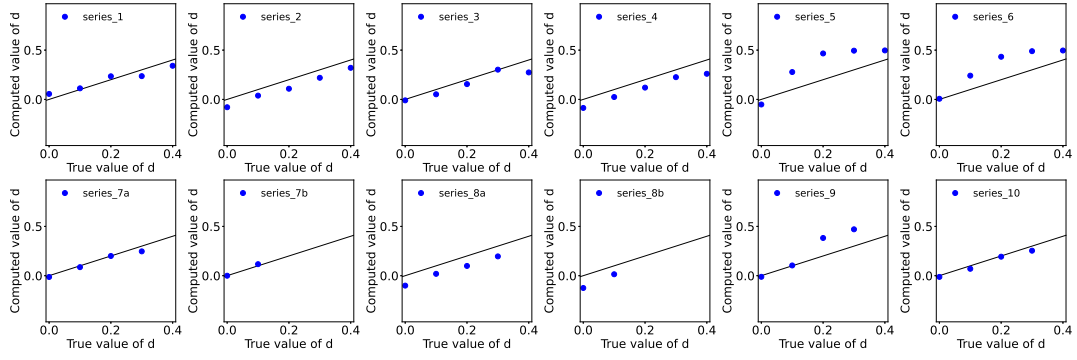 series_1
series_2
series_3
series_4
series_5
series_6
Computed value of d
Computed value of d
Computed value of d
Computed value of d
Computed value of d
Computed value of d
0.5
0.5
0.5
0.5
0.5
0.5
0.0
0.0
0.0
0.0
0.0
0.0
0.0 0.2 0.4
0.0 0.2 0.4
0.0 0.2 0.4
0.0 0.2 0.4
0.0 0.2 0.4
0.0 0.2 0.4
True value of d
True value of d
True value of d
True value of d
True value of d
True value of d
series_7a
series_7b
series_8a
series_8b
series_9
series_10
Computed value of d
Computed value of d
Computed value of d
Computed value of d
Computed value of d
Computed value of d
0.5
0.5
0.5
0.5
0.5
0.5
0.0
0.0
0.0
0.0
0.0
0.0
0.0 0.2 0.4
0.0 0.2 0.4
0.0 0.2 0.4
0.0 0.2 0.4
0.0 0.2 0.4
0.0 0.2 0.4
True value of d
True value of d
True value of d
True value of d
True value of d
True value of d